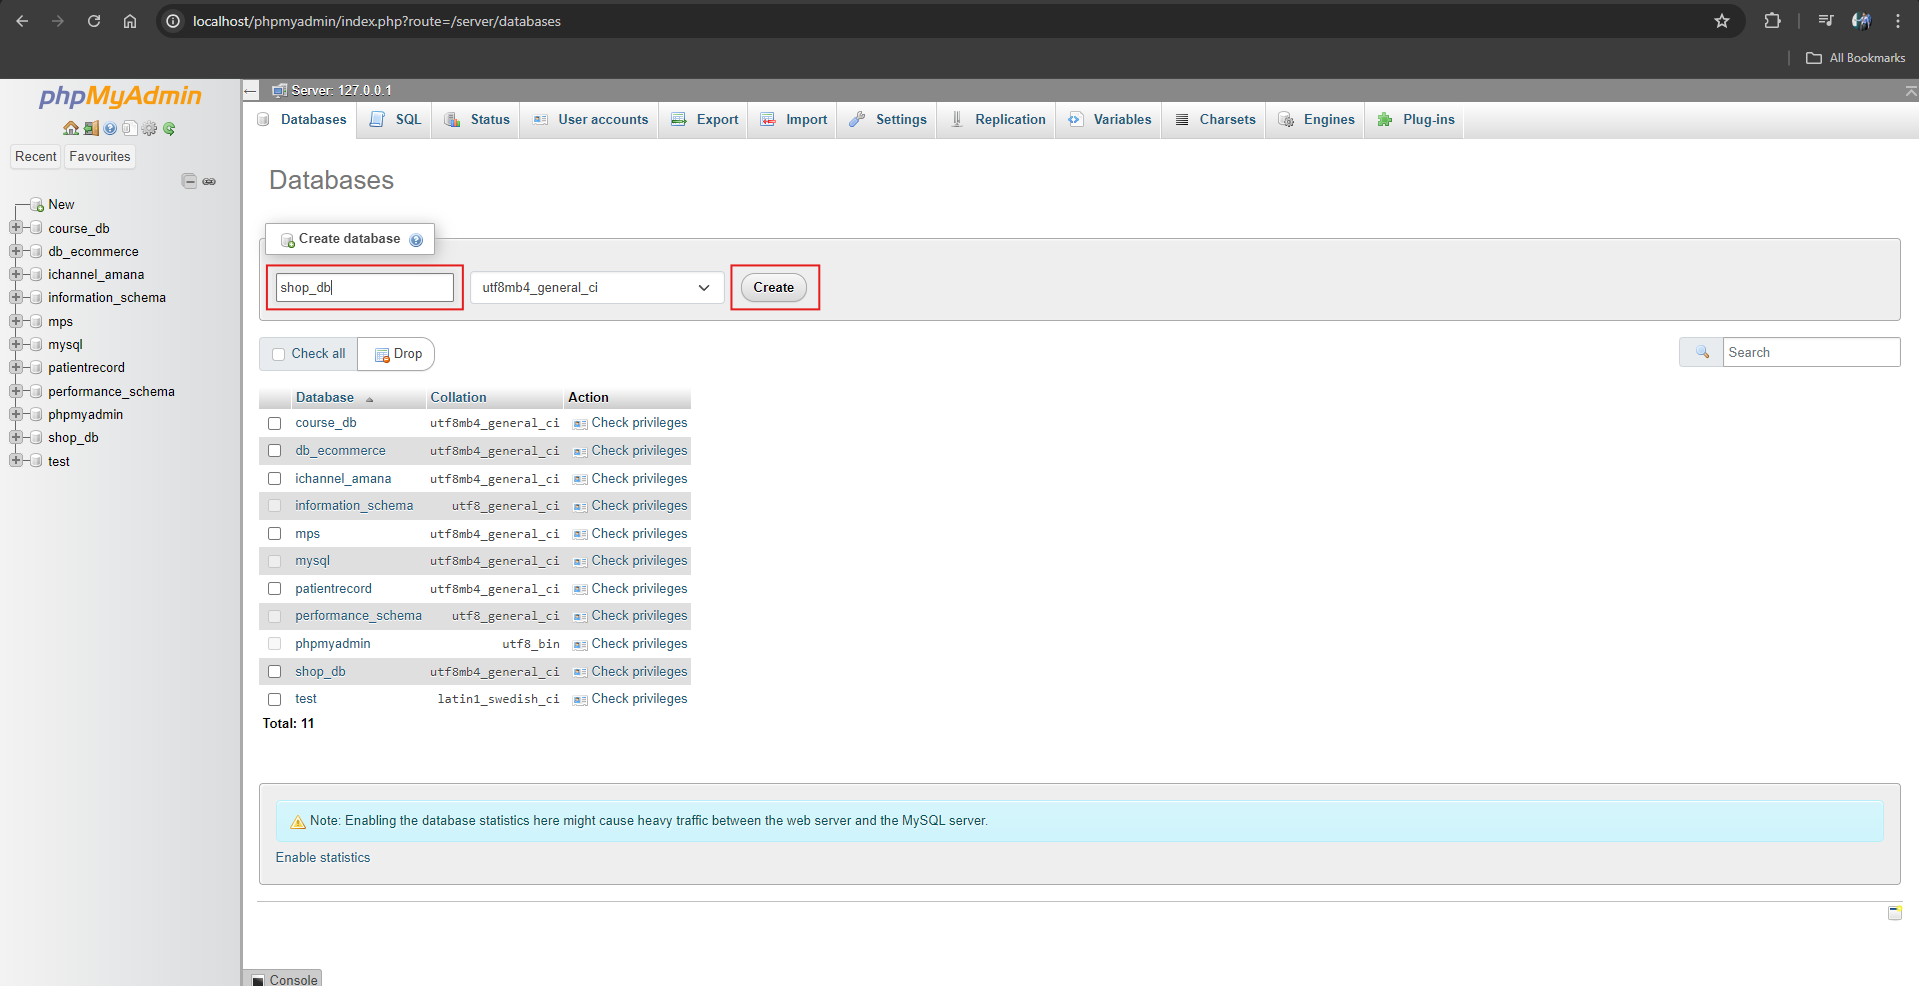 localhost/phpmyadmin/index.php?route=/server/databases
All Bookmarks
phpMyAdmin
Recent Favourites
New
course_db
db_ecommerce
ichannel_amana
information_schema
mps
mysql
patientrecord
performance_schema
phpmyadmin
shop_db
test
Server: 127.0.0.1
Databases SQL Status User accounts Export Import Settings Replication Variables Charsets Engines Plug-ins
Databases
Create database
shop_db utf8mb4_general_ci Create
Check all Drop Search
Database Collation Action
course_db utf8mb4_general_ci Check privileges
db_ecommerce utf8mb4_general_ci Check privileges
ichannel_amana utf8mb4_general_ci Check privileges
information_schema utf8_general_ci Check privileges
mps utf8mb4_general_ci Check privileges
mysql utf8mb4_general_ci Check privileges
patientrecord utf8mb4_general_ci Check privileges
performance_schema utf8_general_ci Check privileges
phpmyadmin utf8_bin Check privileges
shop_db utf8mb4_general_ci Check privileges
test latin1_swedish_ci Check privileges
Total: 11
Note: Enabling the database statistics here might cause heavy traffic between the web server and the MySQL server.
Enable statistics
Console